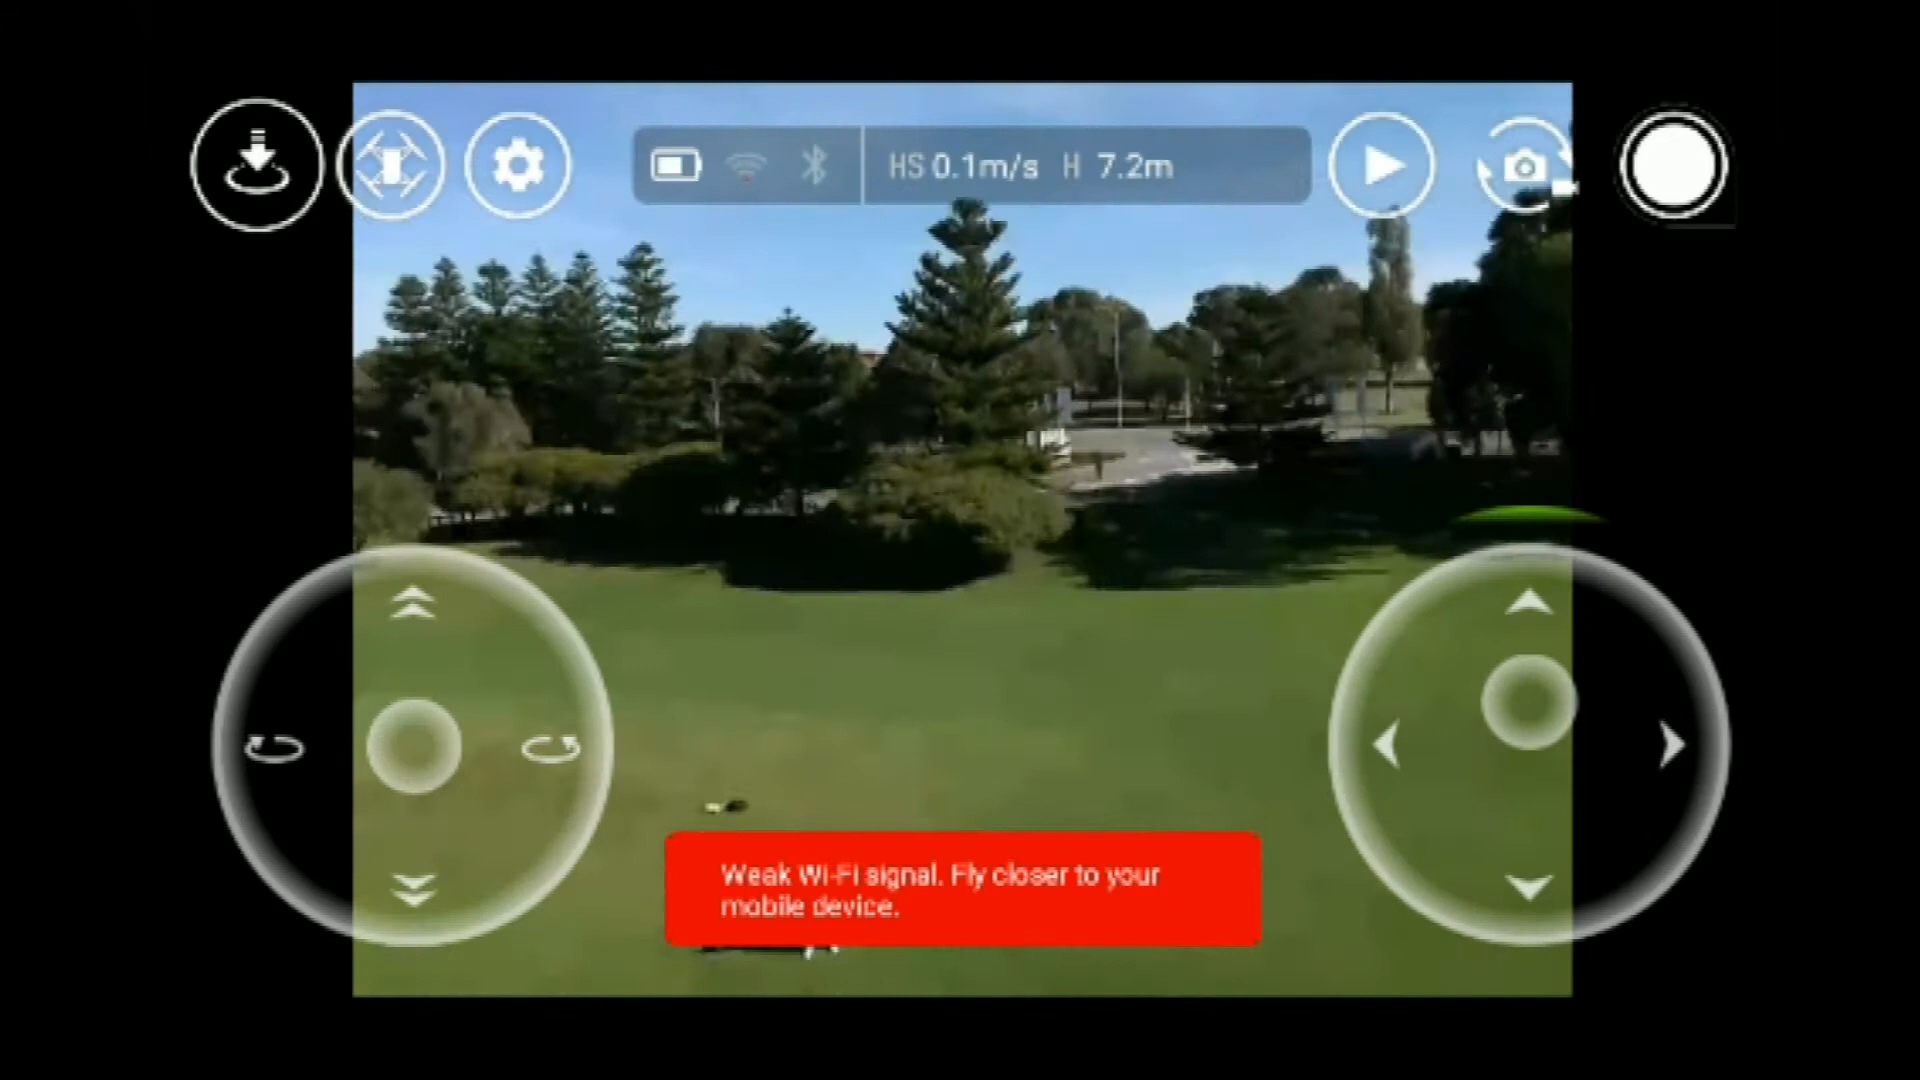 HS 0.1m/s H 7.2m
Weak Wi-Fi signal. Fly closer to your
mobile device.